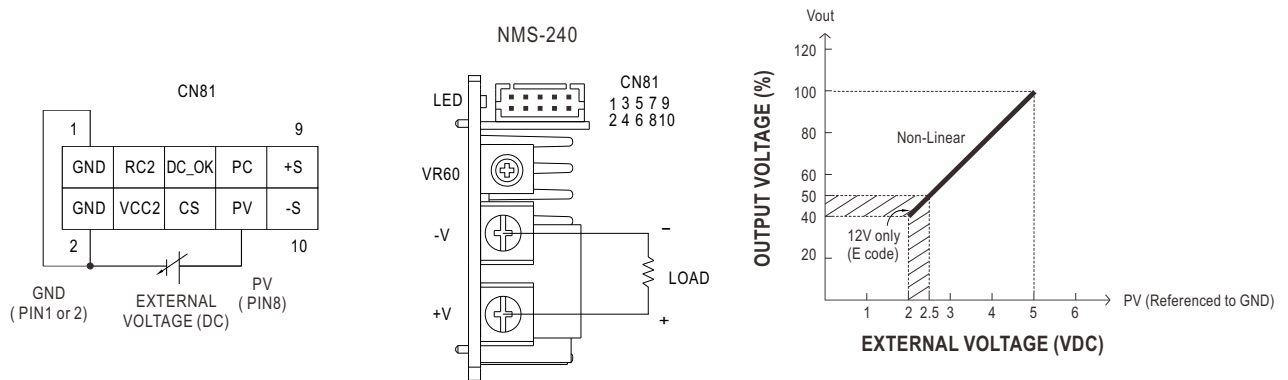 CN81
1 9
GND RC2 DC_OK PC +S
GND VCC2 CS PV -S
2 10
GND
( PIN1 or 2)
EXTERNAL
VOLTAGE (DC)
PV
( PIN8)
NMS-240
LED
CN81
1 3 5 7 9
2 4 6 8 10
VR60
-V
+V
−
LOAD
+
Vout
OUTPUT VOLTAGE (%)
120
100
80
60
50
40
20
Non-Linear
12V only
(E code)
1 2 2.5 3 4 5 6
PV (Referenced to GND)
EXTERNAL VOLTAGE (VDC)